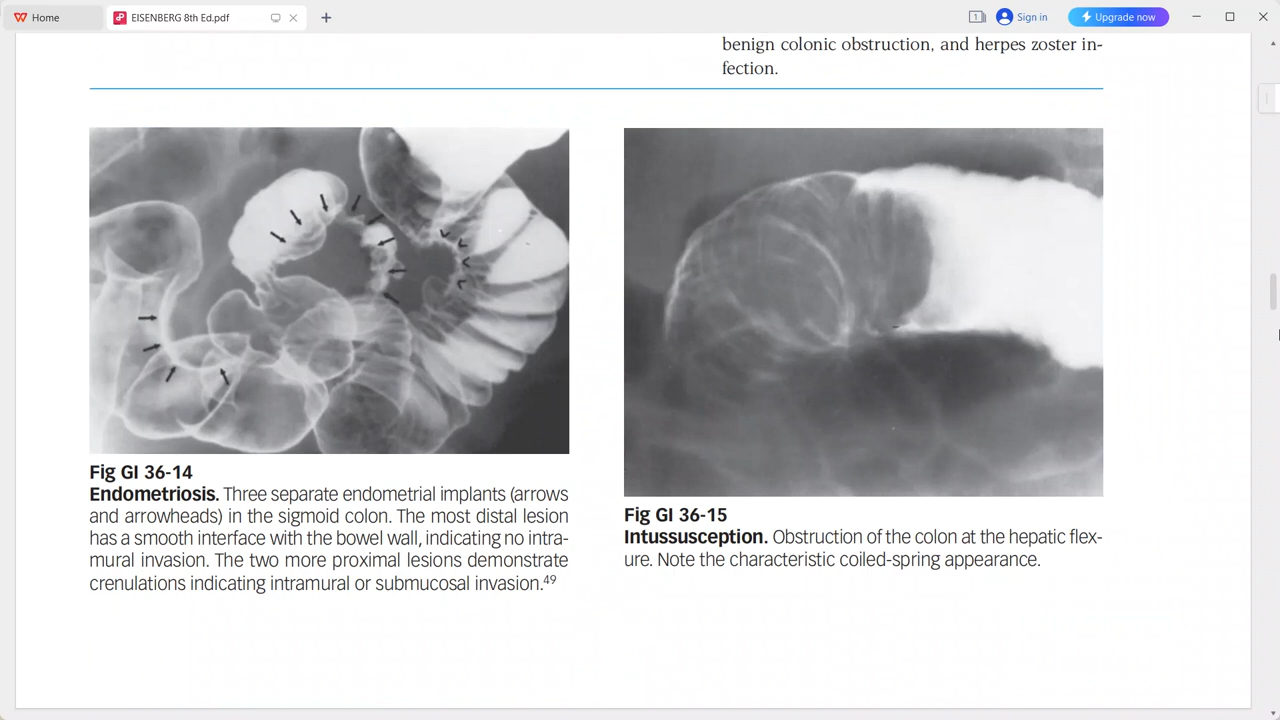 Home
EISENBERG 8th Ed.pdf
1
Sign in
Upgrade now
benign colonic obstruction, and herpes zoster in-
fection.
Fig GI 36-14
Endometriosis. Three separate endometrial implants (arrows
and arrowheads) in the sigmoid colon. The most distal lesion
has a smooth interface with the bowel wall, indicating no intra-
mural invasion. The two more proximal lesions demonstrate
crenulations indicating intramural or submucosal invasion.49
Fig GI 36-15
Intussusception. Obstruction of the colon at the hepatic flex-
ure. Note the characteristic coiled-spring appearance.